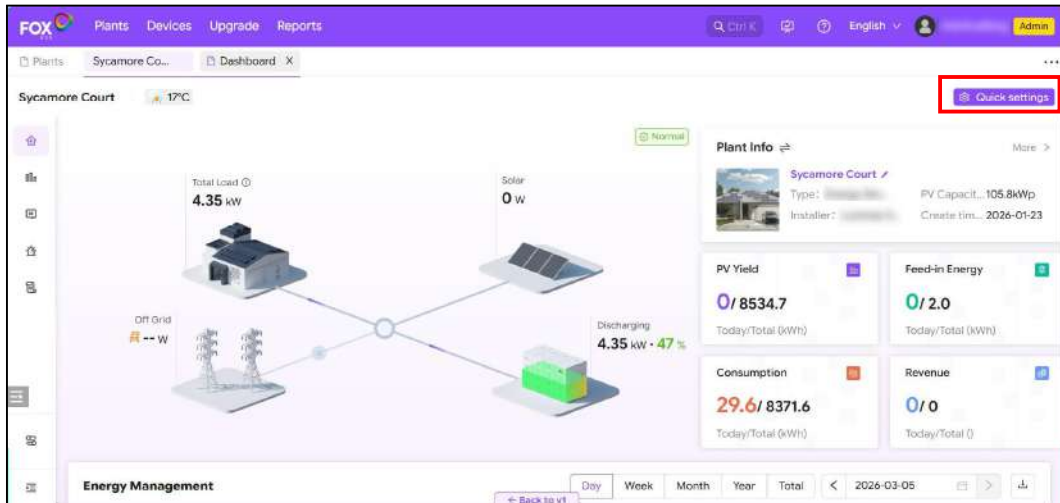 FOX ESS Plants Devices Upgrade Reports Ctrl K English Admin
Plants Sycamore Co... Dashboard X ...
Sycamore Court 17°C Quick settings
Normal
Total Load
4.35 kW
Solar
0 W
Off Grid
-- W
Discharging
4.35 kW · 47 %
Plant Info More >
Sycamore Court
Type: PV Capacit... 105.8kWp
Installer: Create tim... 2026-01-23
PV Yield
0/ 8534.7
Today/Total (kWh)
Feed-in Energy
0/ 2.0
Today/Total (kWh)
Consumption
29.6/ 8371.6
Today/Total (kWh)
Revenue
0/ 0
Today/Total ()
Energy Management Day Week Month Year Total < 2026-03-05 >
← Back to v1